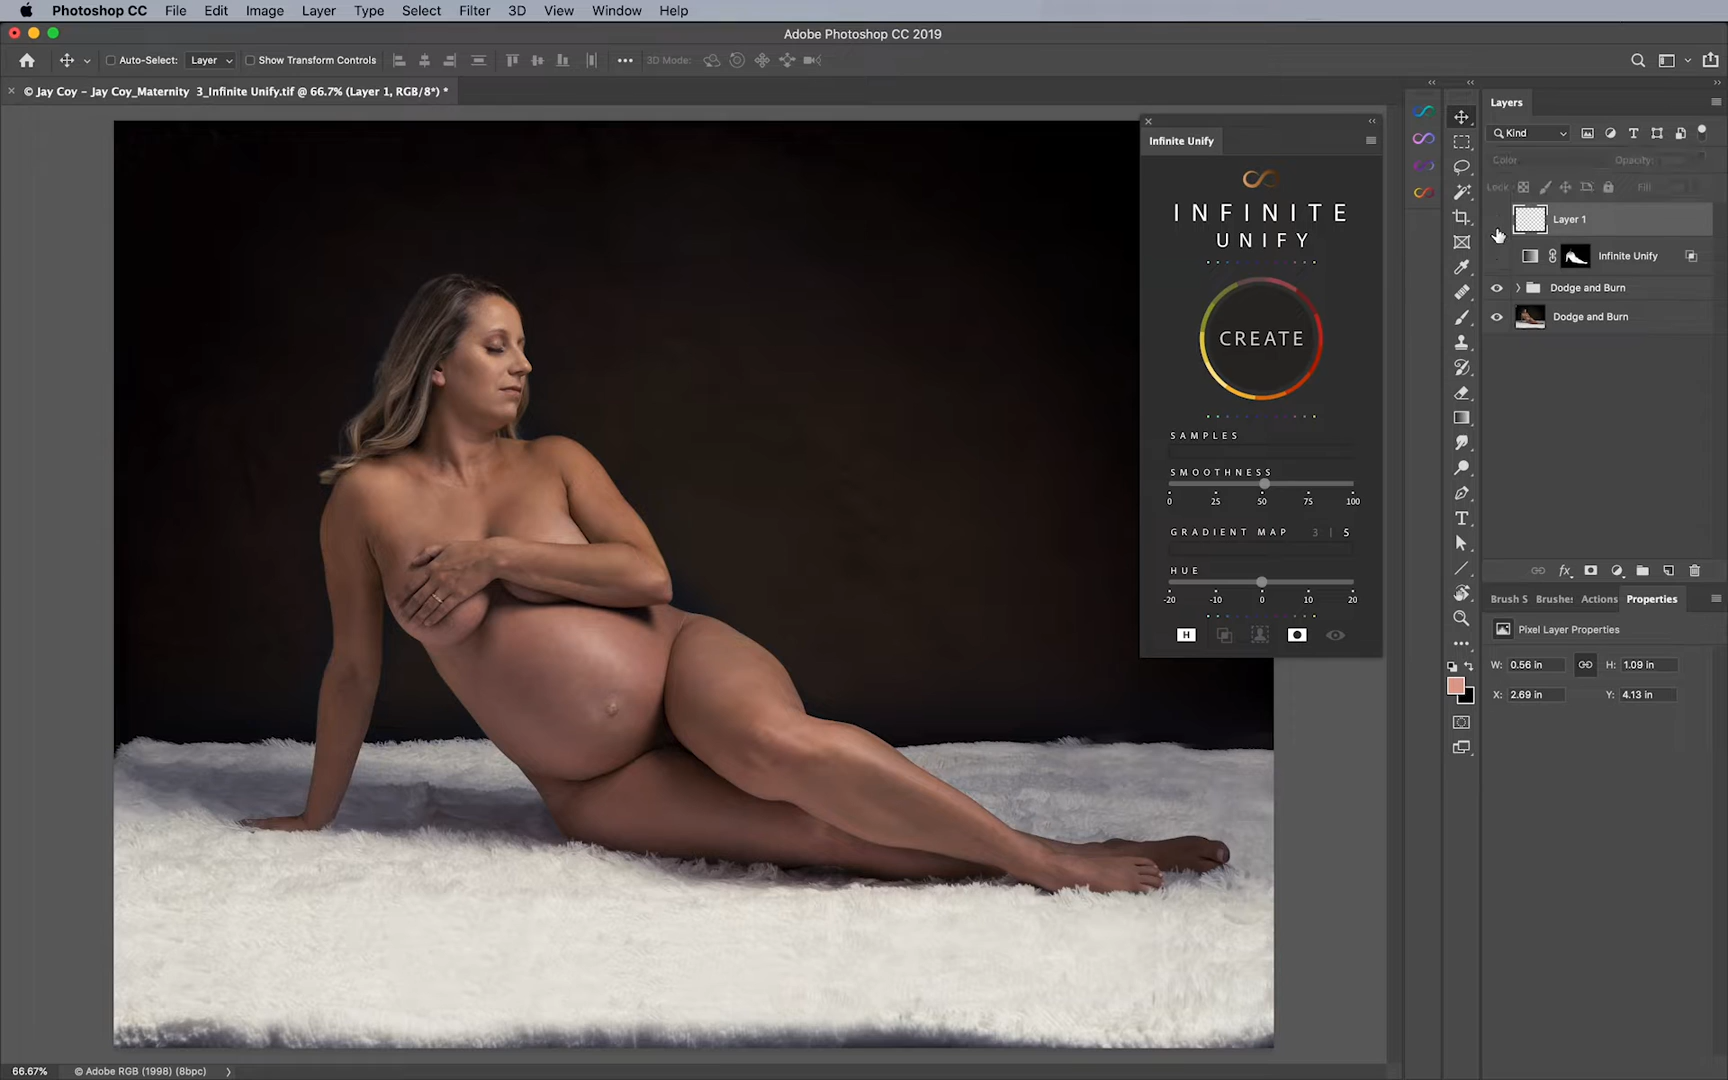 Photoshop CC File Edit Image Layer Type Select Filter 3D View Window Help
Adobe Photoshop CC 2019
Auto-Select: Layer Show Transform Controls 3D Mode:
© Jay Coy – Jay Coy_Maternity 3_Infinite Unify.tif @ 66.7% (Layer 1, RGB/8*) *
Infinite Unify
INFINITE
UNIFY
CREATE
SAMPLES
SMOOTHNESS
0 25 50 75 100
GRADIENT MAP 3 | 5
HUE
-20 -10 0 10 20
H
Layers
Kind
Color Opacity:
Lock: Fill
Layer 1
Infinite Unify
Dodge and Burn
Dodge and Burn
fx
Brush S Brushe: Actions Properties
Pixel Layer Properties
W: 0.56 in H: 1.09 in
X: 2.69 in Y: 4.13 in
66.67% © Adobe RGB (1998) (8bpc)